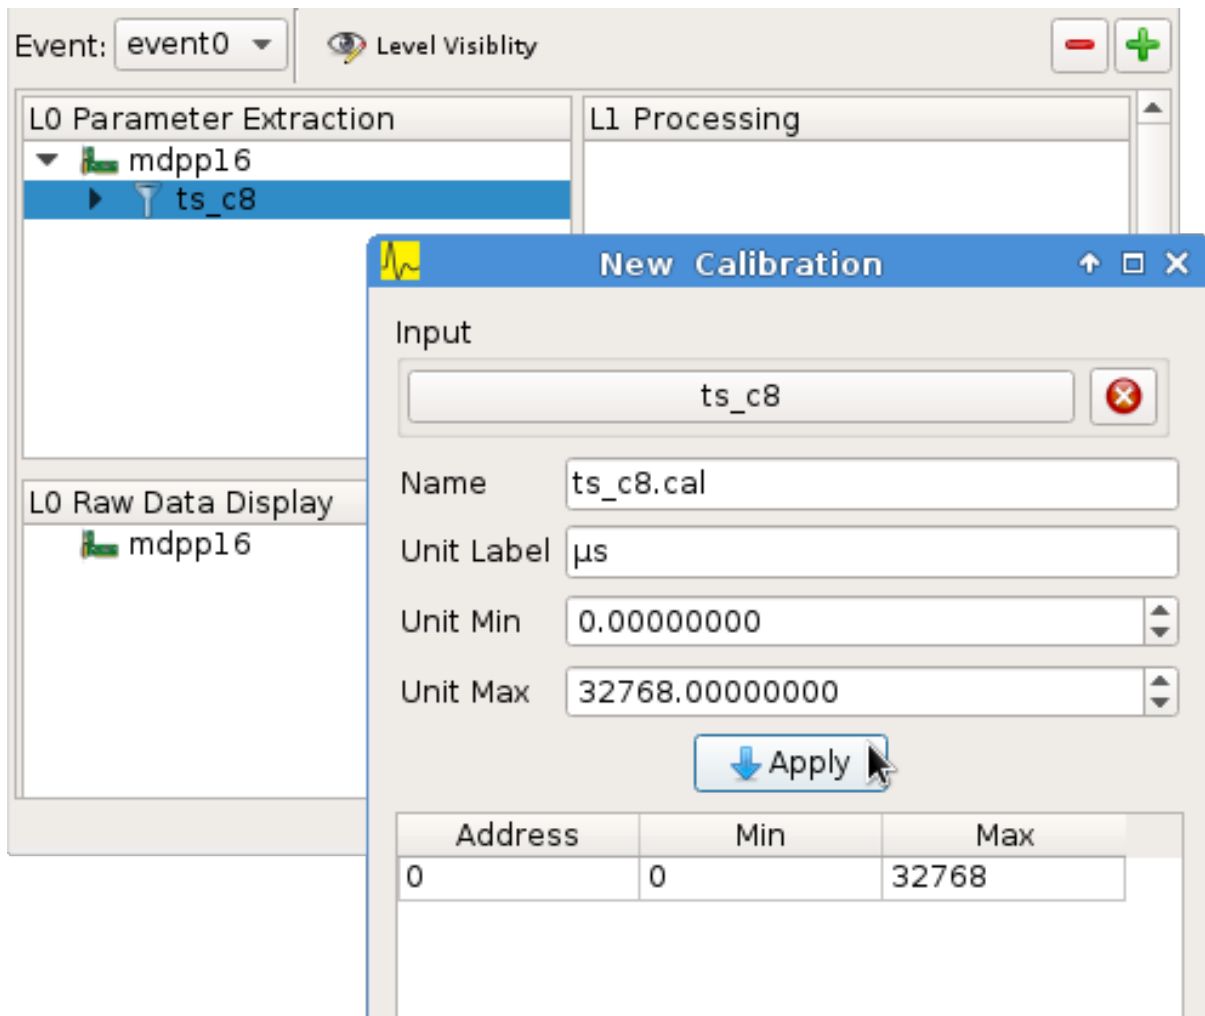 Event: event0 Level Visiblity
L0 Parameter Extraction L1 Processing
mdpp16
ts_c8
New Calibration
Input
ts_c8
Name ts_c8.cal
L0 Raw Data Display
mdpp16
Unit Label µs
Unit Min 0.00000000
Unit Max 32768.00000000
Apply
Address Min Max
0 0 32768